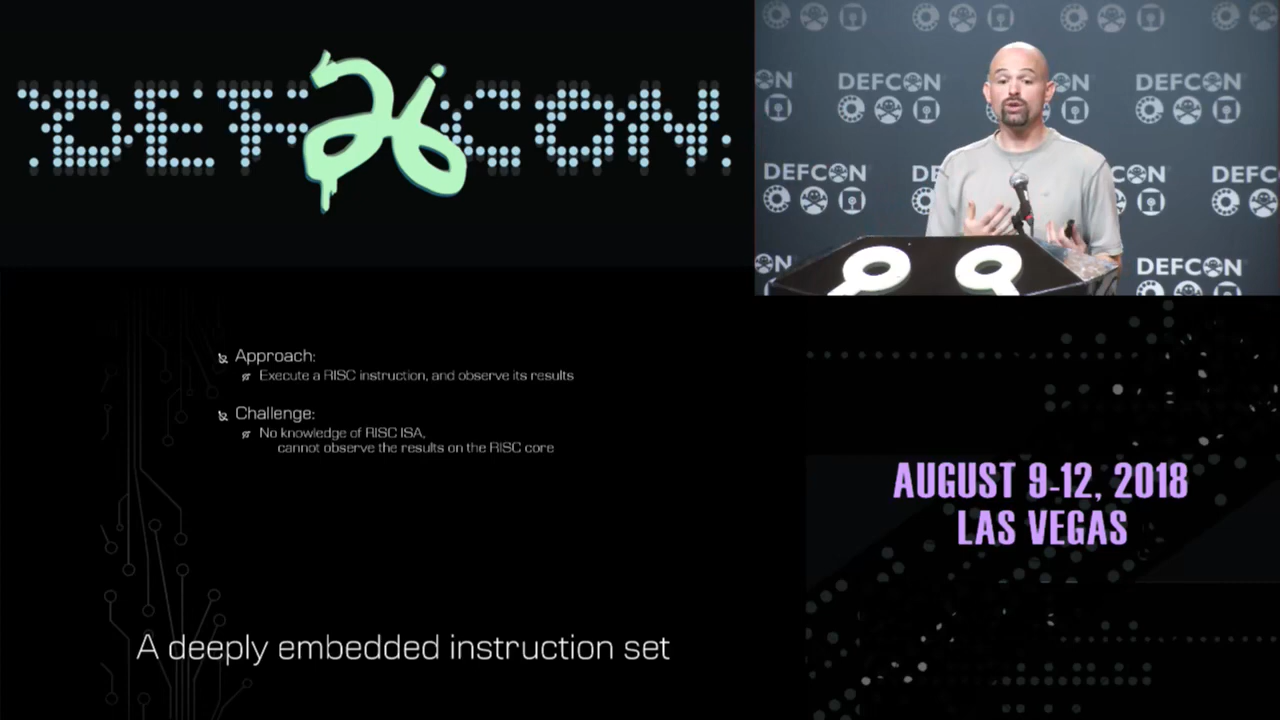 DEF 26 CON
DEFCON
DEFCON
DEFCON
DEFCON
DEFCON
Approach:
Execute a RISC instruction, and observe its results
Challenge:
No knowledge of RISC ISA,
cannot observe the results on the RISC core
AUGUST 9-12, 2018
LAS VEGAS
A deeply embedded instruction set